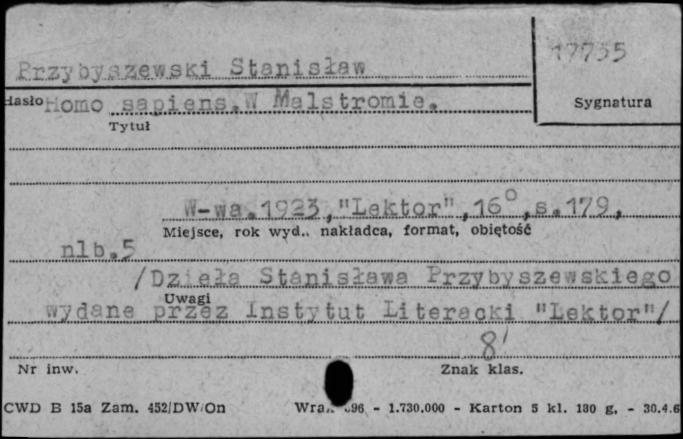 17735
Przybyszewski Stanisław
Hasło Homo sapiens. W Malstromie.
Sygnatura
Tytuł
W-wa.1923, "Lektor", 16°, s.179,
Miejsce, rok wyd., nakładca, format, objętość
nlb.5
/Dzieła Stanisława Przybyszewskiego
Uwagi
wydane przez Instytut Literacki "Lektor"/
8'
Nr inw.
Znak klas.
CWD B 15a Zam. 452/DW/On
96 - 1.730.000 - Karton 5 kl. 180 g. - 30.4.6